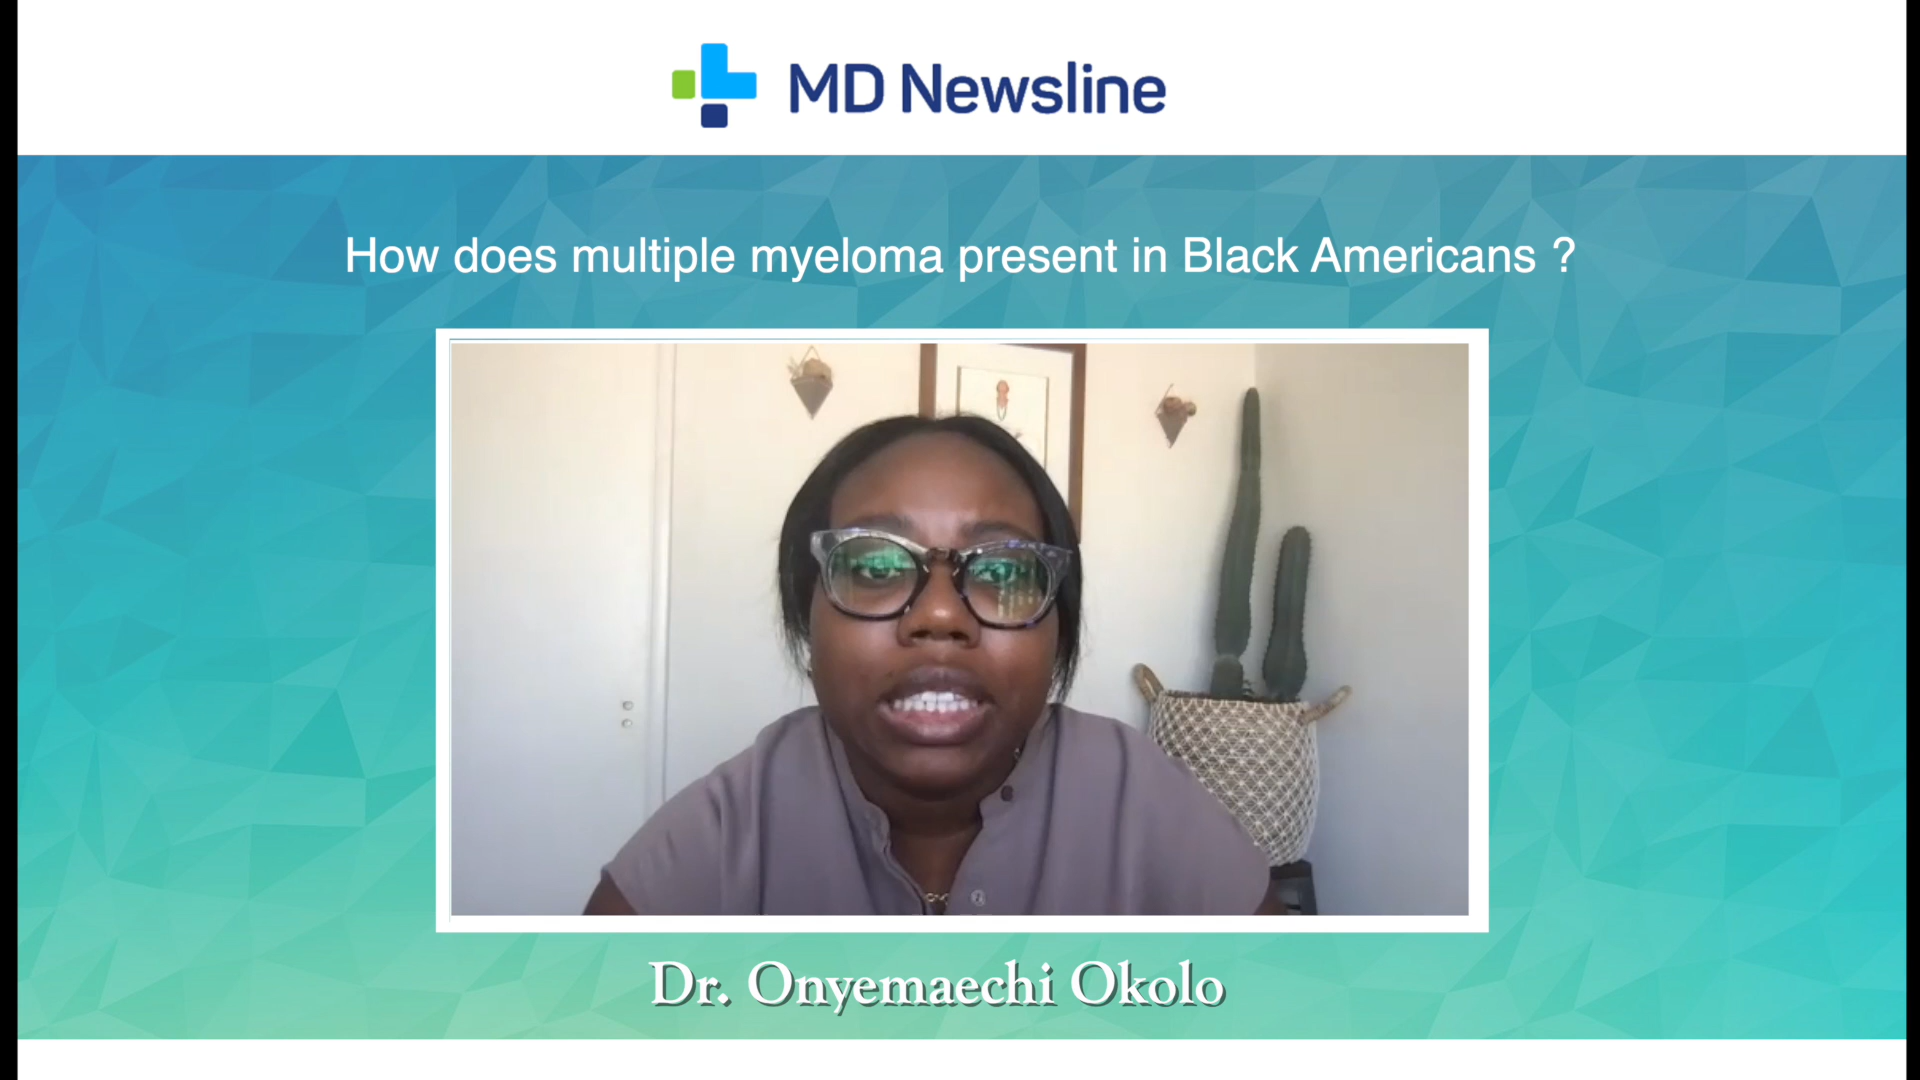 MD Newsline
How does multiple myeloma present in Black Americans ?
Dr. Onyemaechi Okolo